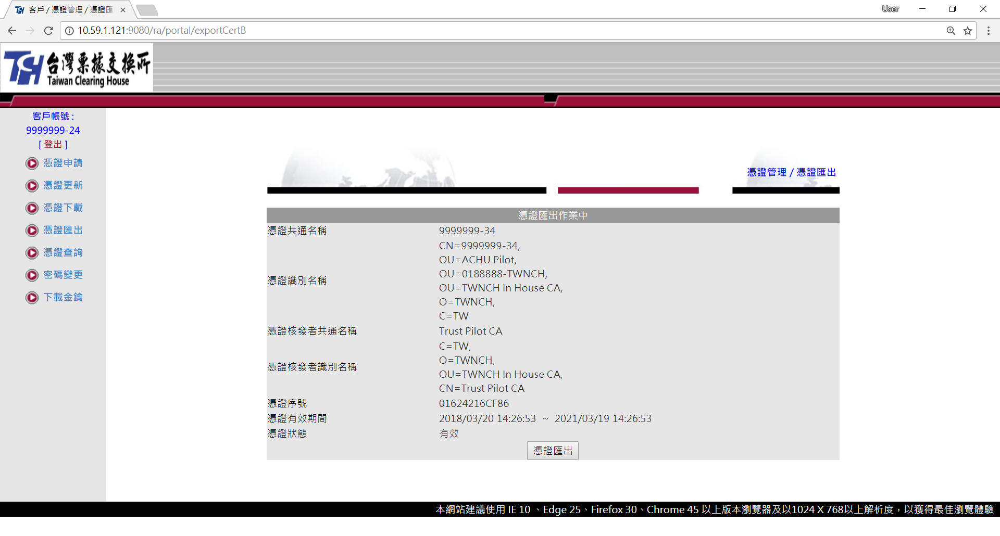 客戶 / 憑證管理 / 憑證匯
User
10.59.1.121:9080/ra/portal/exportCertB
TCH 台灣票據交換所
Taiwan Clearing House
客戶帳號 :
9999999-24
[ 登出 ]
憑證申請
憑證更新
憑證下載
憑證匯出
憑證查詢
密碼變更
下載金鑰
憑證管理 / 憑證匯出
憑證匯出作業中
憑證共通名稱 9999999-34
憑證識別名稱 CN=9999999-34,
OU=ACHU Pilot,
OU=0188888-TWNCH,
OU=TWNCH In House CA,
O=TWNCH,
C=TW
憑證核發者共通名稱 Trust Pilot CA
憑證核發者識別名稱 C=TW,
O=TWNCH,
OU=TWNCH In House CA,
CN=Trust Pilot CA
憑證序號 01624216CF86
憑證有效期間 2018/03/20 14:26:53 ~ 2021/03/19 14:26:53
憑證狀態 有效
憑證匯出
本網站建議使用 IE 10 、Edge 25、Firefox 30、Chrome 45 以上版本瀏覽器及以1024 X 768以上解析度，以獲得最佳瀏覽體驗